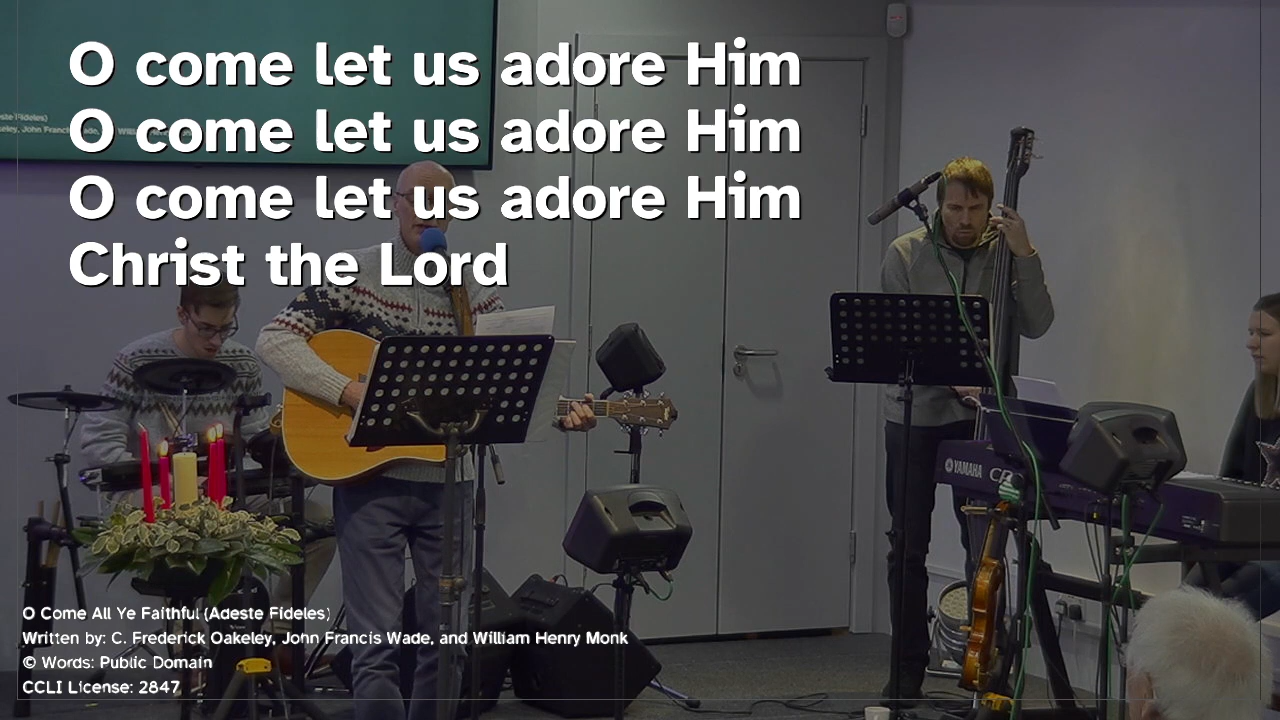 O come let us adore Him
O come let us adore Him
O come let us adore Him
Christ the Lord
YAMAHA
O Come All Ye Faithful (Adeste Fideles)
Written by: C. Frederick Oakeley, John Francis Wade, and William Henry Monk
© Words: Public Domain
CCLI License: 2847